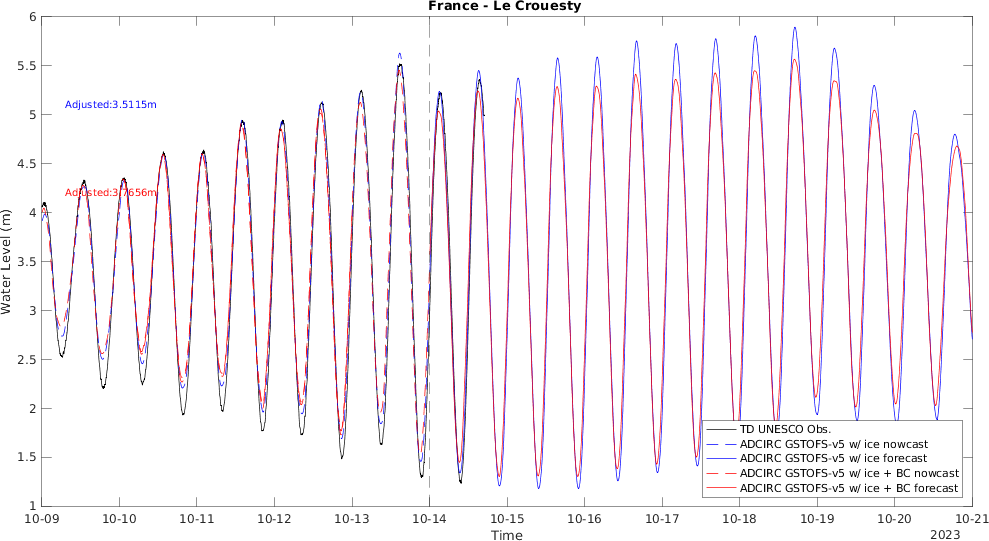 France - Le Crouesty
6
5.5
5
4.5
4
3.5
3
2.5
2
1.5
1
Water Level (m)
Adjusted:3.5115m
Adjusted:3.7656m
TD UNESCO Obs.
ADCIRC GSTOFS-v5 w/ ice nowcast
ADCIRC GSTOFS-v5 w/ ice forecast
ADCIRC GSTOFS-v5 w/ ice + BC nowcast
ADCIRC GSTOFS-v5 w/ ice + BC forecast
10-09 10-10 10-11 10-12 10-13 10-14 10-15 10-16 10-17 10-18 10-19 10-20 10-21
Time
2023